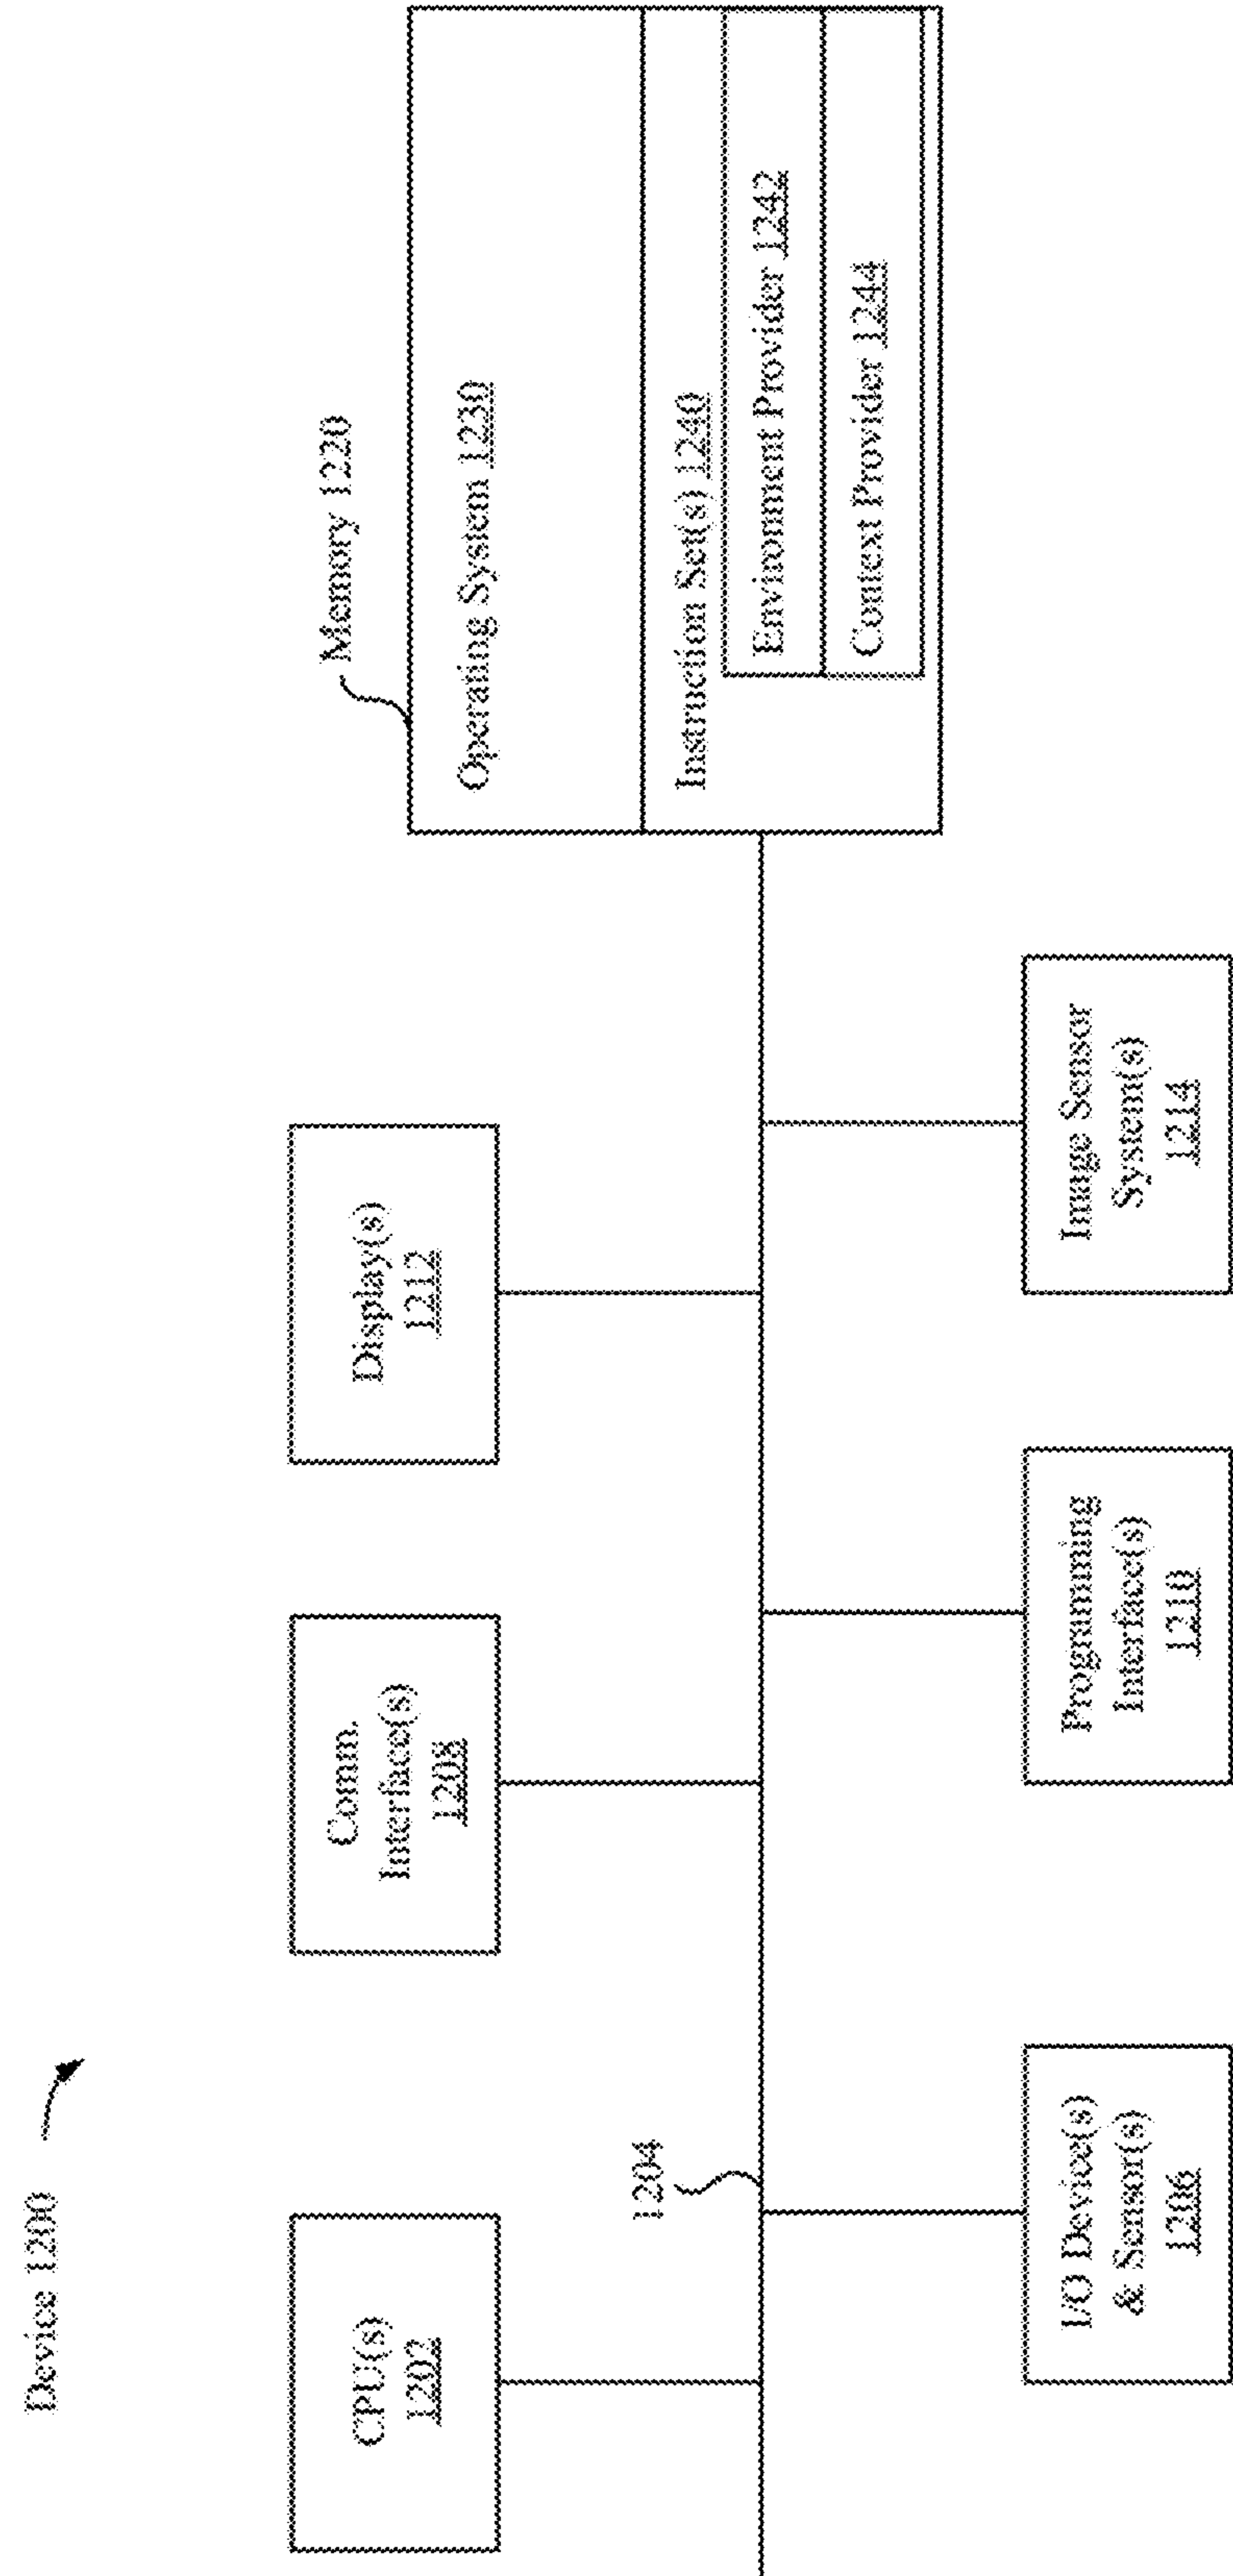 Device 1200
CPU(s)
1202
Comm.
Interface(s)
1208
Display(s)
1212
Memory 1220
Operating System 1230
Instruction Set(s) 1240
Environment Provider 1242
Context Provider 1244
1204
I/O Device(s)
& Sensor(s)
1206
Programming
Interface(s)
1210
Image Sensor
System(s)
1214